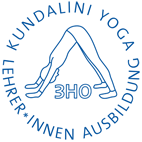 KUNDALINI YOGA
LEHRER*INNEN AUSBILDUNG
3HO